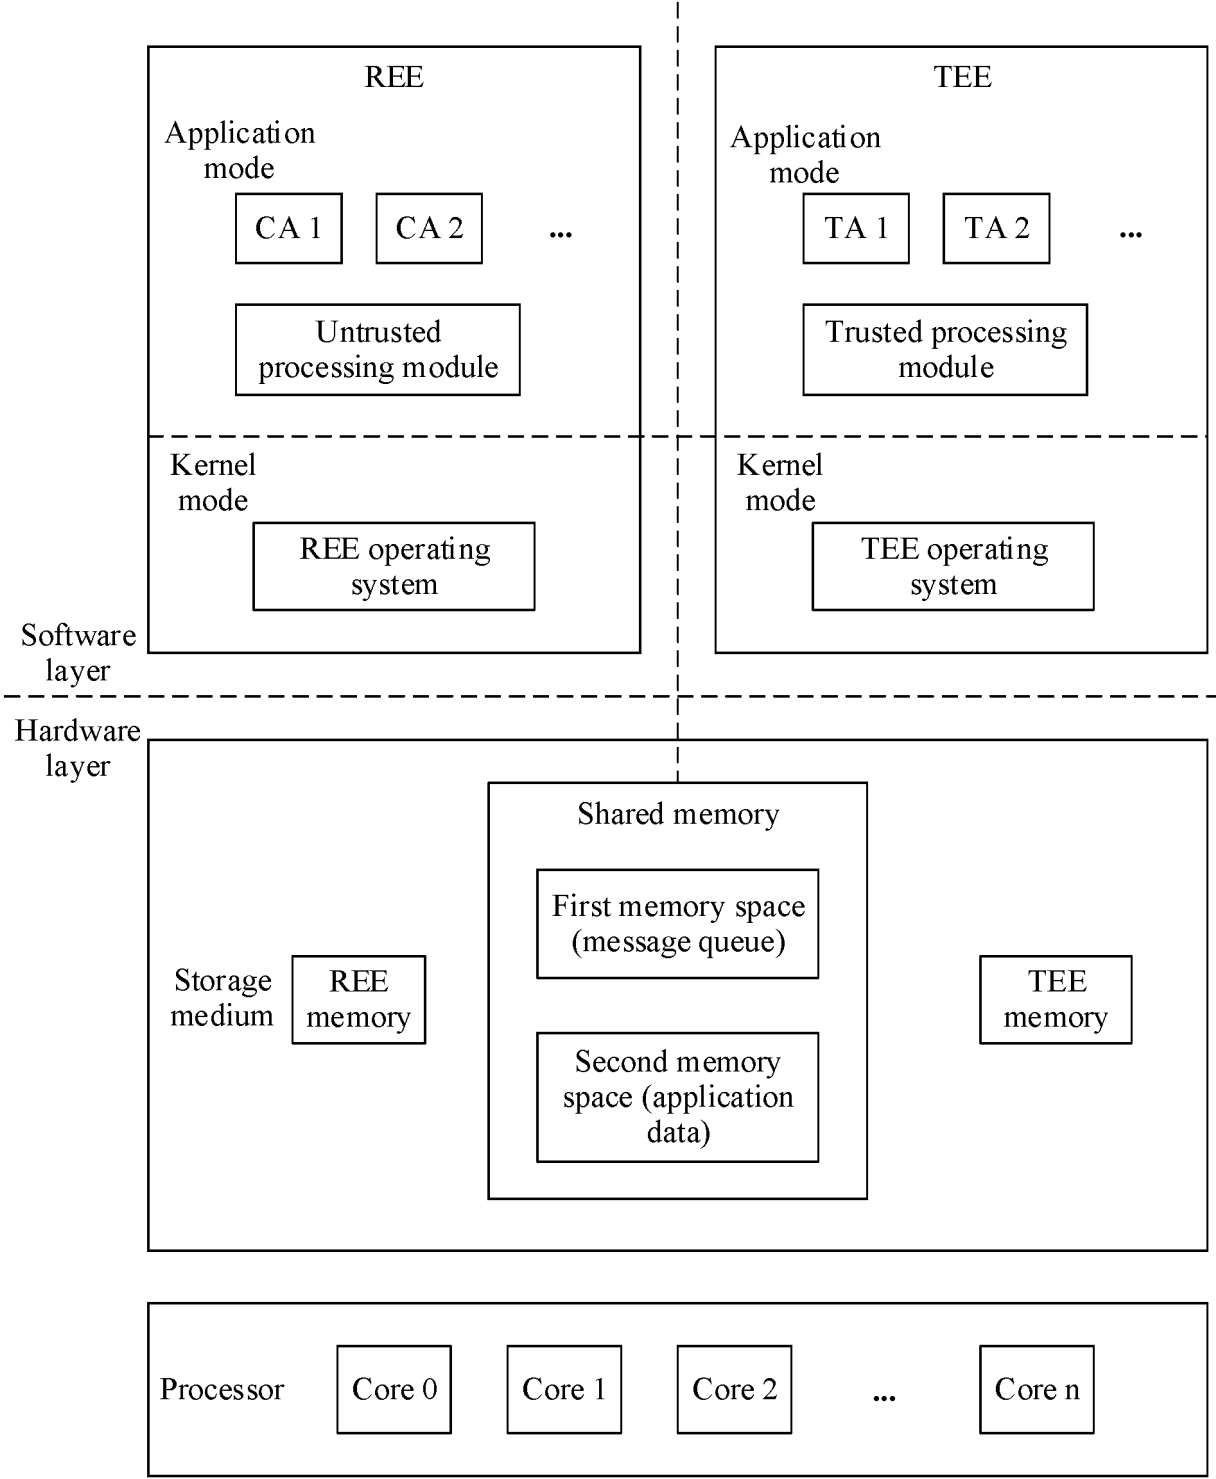 REE
Application
mode
CA 1
CA 2
...
Untrusted
processing module
Kernel
mode
REE operating
system
TEE
Application
mode
TA 1
TA 2
...
Trusted processing
module
Kernel
mode
TEE operating
system
Software
layer
Hardware
layer
Storage
medium
REE
memory
Shared memory
First memory space
(message queue)
Second memory
space (application
data)
TEE
memory
Processor
Core 0
Core 1
Core 2
...
Core n